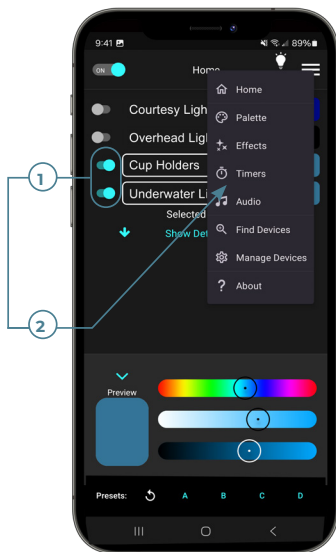 9:41 89%
ON Home
Home
Courtesy Ligh
Palette
Overhead Ligh
Effects
Cup Holders
Timers
Underwater Li
Audio
Selected
Show Det
Find Devices
Manage Devices
About
1
2
Preview
Presets: A B C D